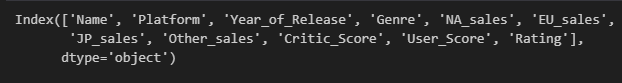 Index(['Name', 'Platform', 'Year_of_Release', 'Genre', 'NA_sales', 'EU_sales',
'JP_sales', 'Other_sales', 'Critic_Score', 'User_Score', 'Rating'],
dtype='object')